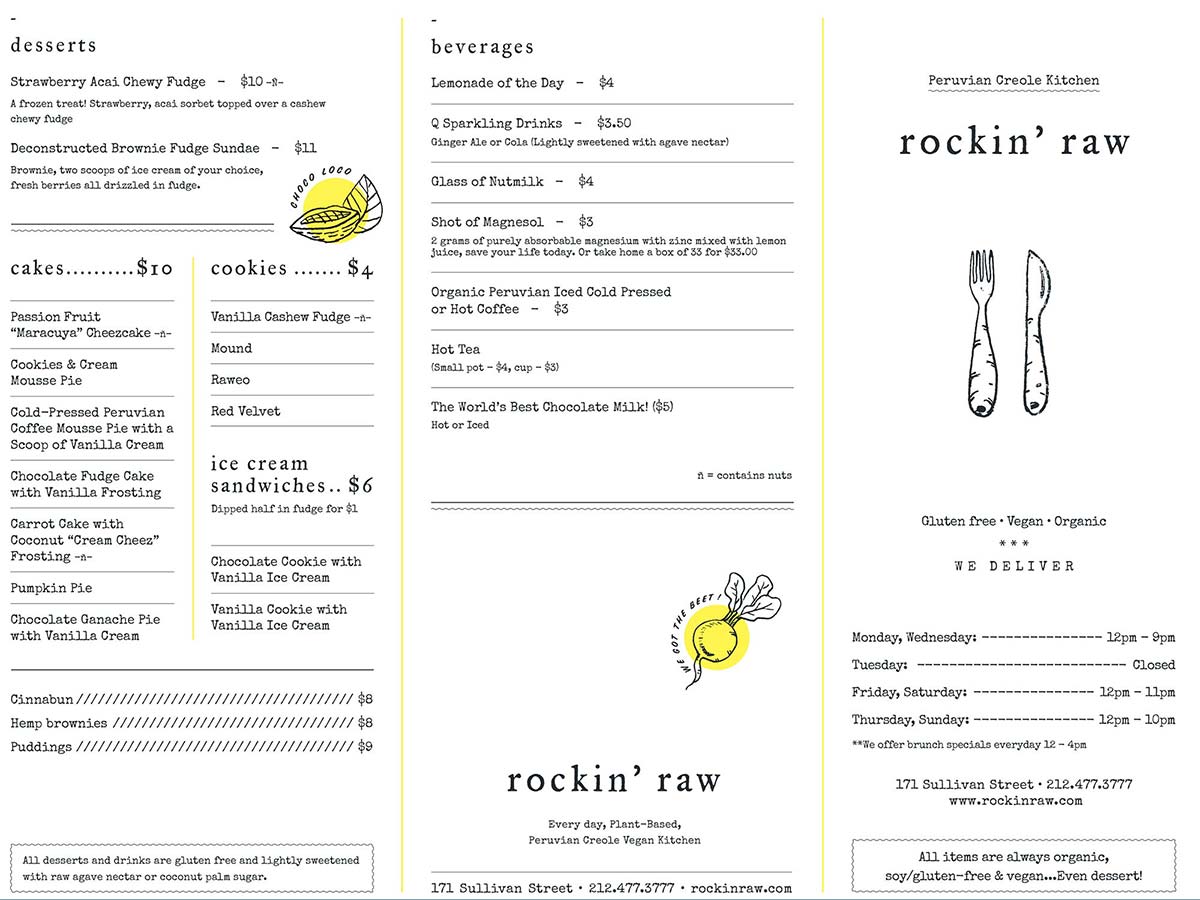 -
desserts
Strawberry Acai Chewy Fudge - $10 -ñ-
A frozen treat! Strawberry, acai sorbet topped over a cashew
chewy fudge
Deconstructed Brownie Fudge Sundae - $11
Brownie, two scoops of ice cream of your choice,
fresh berries all drizzled in fudge.
CHOCO LOCO
cakes..........$10
Passion Fruit
“Maracuya” Cheezcake -ñ-
Cookies & Cream
Mousse Pie
Cold-Pressed Peruvian
Coffee Mousse Pie with a
Scoop of Vanilla Cream
Chocolate Fudge Cake
with Vanilla Frosting
Carrot Cake with
Coconut “Cream Cheez”
Frosting -ñ-
Pumpkin Pie
Chocolate Ganache Pie
with Vanilla Cream
cookies ....... $4
Vanilla Cashew Fudge -ñ-
Mound
Raweo
Red Velvet
ice cream
sandwiches.. $6
Dipped half in fudge for $1
Chocolate Cookie with
Vanilla Ice Cream
Vanilla Cookie with
Vanilla Ice Cream
Cinnabun ////////////////////////////////////// $8
Hemp brownies ///////////////////////////////// $8
Puddings ////////////////////////////////////// $9
All desserts and drinks are gluten free and lightly sweetened
with raw agave nectar or coconut palm sugar.
-
beverages
Lemonade of the Day - $4
Q Sparkling Drinks - $3.50
Ginger Ale or Cola (Lightly sweetened with agave nectar)
Glass of Nutmilk - $4
Shot of Magnesol - $3
2 grams of purely absorbable magnesium with zinc mixed with lemon
juice, save your life today. Or take home a box of 33 for $33.00
Organic Peruvian Iced Cold Pressed
or Hot Coffee - $3
Hot Tea
(Small pot - $4, cup - $3)
The World’s Best Chocolate Milk! ($5)
Hot or Iced
ñ = contains nuts
WE GOT THE BEET!
rockin’ raw
Every day, Plant-Based,
Peruvian Creole Vegan Kitchen
171 Sullivan Street • 212.477.3777 • rockinraw.com
Peruvian Creole Kitchen
rockin’ raw
Gluten free • Vegan • Organic
***
WE DELIVER
Monday, Wednesday: ---------------- 12pm - 9pm
Tuesday: ---------------------------- Closed
Friday, Saturday: ---------------- 12pm - 11pm
Thursday, Sunday: ---------------- 12pm - 10pm
**We offer brunch specials everyday 12 - 4pm
171 Sullivan Street • 212.477.3777
www.rockinraw.com
All items are always organic,
soy/gluten-free & vegan...Even dessert!